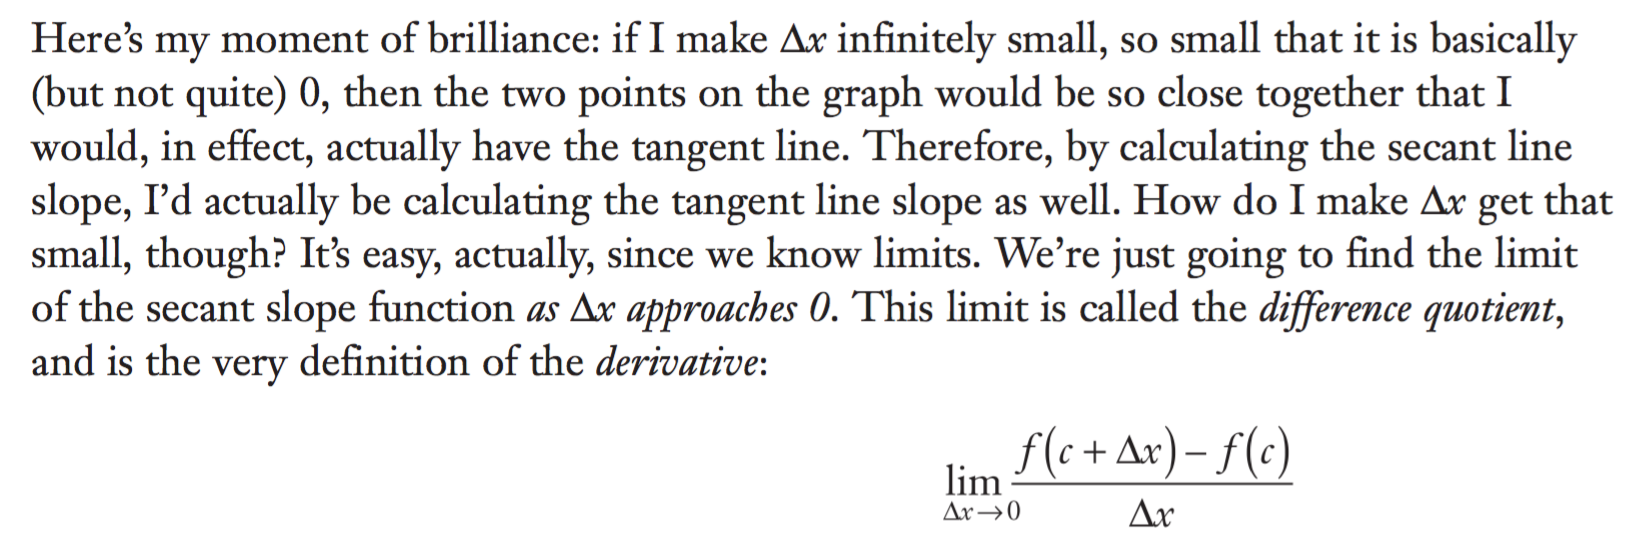 Here’s my moment of brilliance: if I make Δx infinitely small, so small that it is basically
(but not quite) 0, then the two points on the graph would be so close together that I
would, in effect, actually have the tangent line. Therefore, by calculating the secant line
slope, I’d actually be calculating the tangent line slope as well. How do I make Δx get that
small, though? It’s easy, actually, since we know limits. We’re just going to find the limit
of the secant slope function as Δx approaches 0. This limit is called the difference quotient,
and is the very definition of the derivative:
lim Δx→0 (f(c + Δx) – f(c)) / Δx